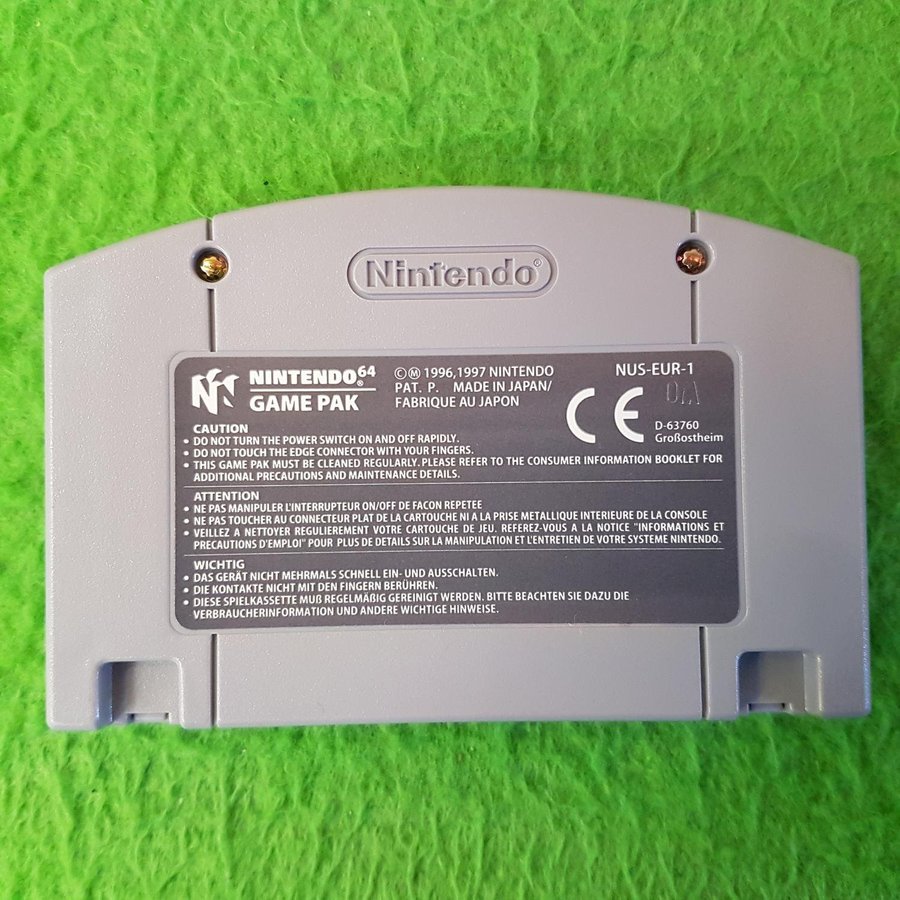 Nintendo®
NINTENDO⁶⁴
GAME PAK
©Ⓜ 1996,1997 NINTENDO
PAT. P. MADE IN JAPAN/
FABRIQUE AU JAPON
NUS-EUR-1
CE
D-63760
Großostheim
CAUTION
• DO NOT TURN THE POWER SWITCH ON AND OFF RAPIDLY.
• DO NOT TOUCH THE EDGE CONNECTOR WITH YOUR FINGERS.
• THIS GAME PAK MUST BE CLEANED REGULARLY. PLEASE REFER TO THE CONSUMER INFORMATION BOOKLET FOR
ADDITIONAL PRECAUTIONS AND MAINTENANCE DETAILS.
ATTENTION
• NE PAS MANIPULER L'INTERRUPTEUR ON/OFF DE FACON REPETEE
• NE PAS TOUCHER AU CONNECTEUR PLAT DE LA CARTOUCHE NI A LA PRISE METALLIQUE INTERIEURE DE LA CONSOLE
• VEILLEZ A NETTOYER REGULIEREMENT VOTRE CARTOUCHE DE JEU. REFEREZ-VOUS A LA NOTICE "INFORMATIONS ET
PRECAUTIONS D'EMPLOI" POUR PLUS DE DETAILS SUR LA MANIPULATION ET L'ENTRETIEN DE VOTRE SYSTEME NINTENDO.
WICHTIG
• DAS GERÄT NICHT MEHRMALS SCHNELL EIN- UND AUSSCHALTEN.
• DIE KONTAKTE NICHT MIT DEN FINGERN BERÜHREN.
• DIESE SPIELKASSETTE MUß REGELMÄßIG GEREINIGT WERDEN. BITTE BEACHTEN SIE DAZU DIE
VERBRAUCHERINFORMATION UND ANDERE WICHTIGE HINWEISE.